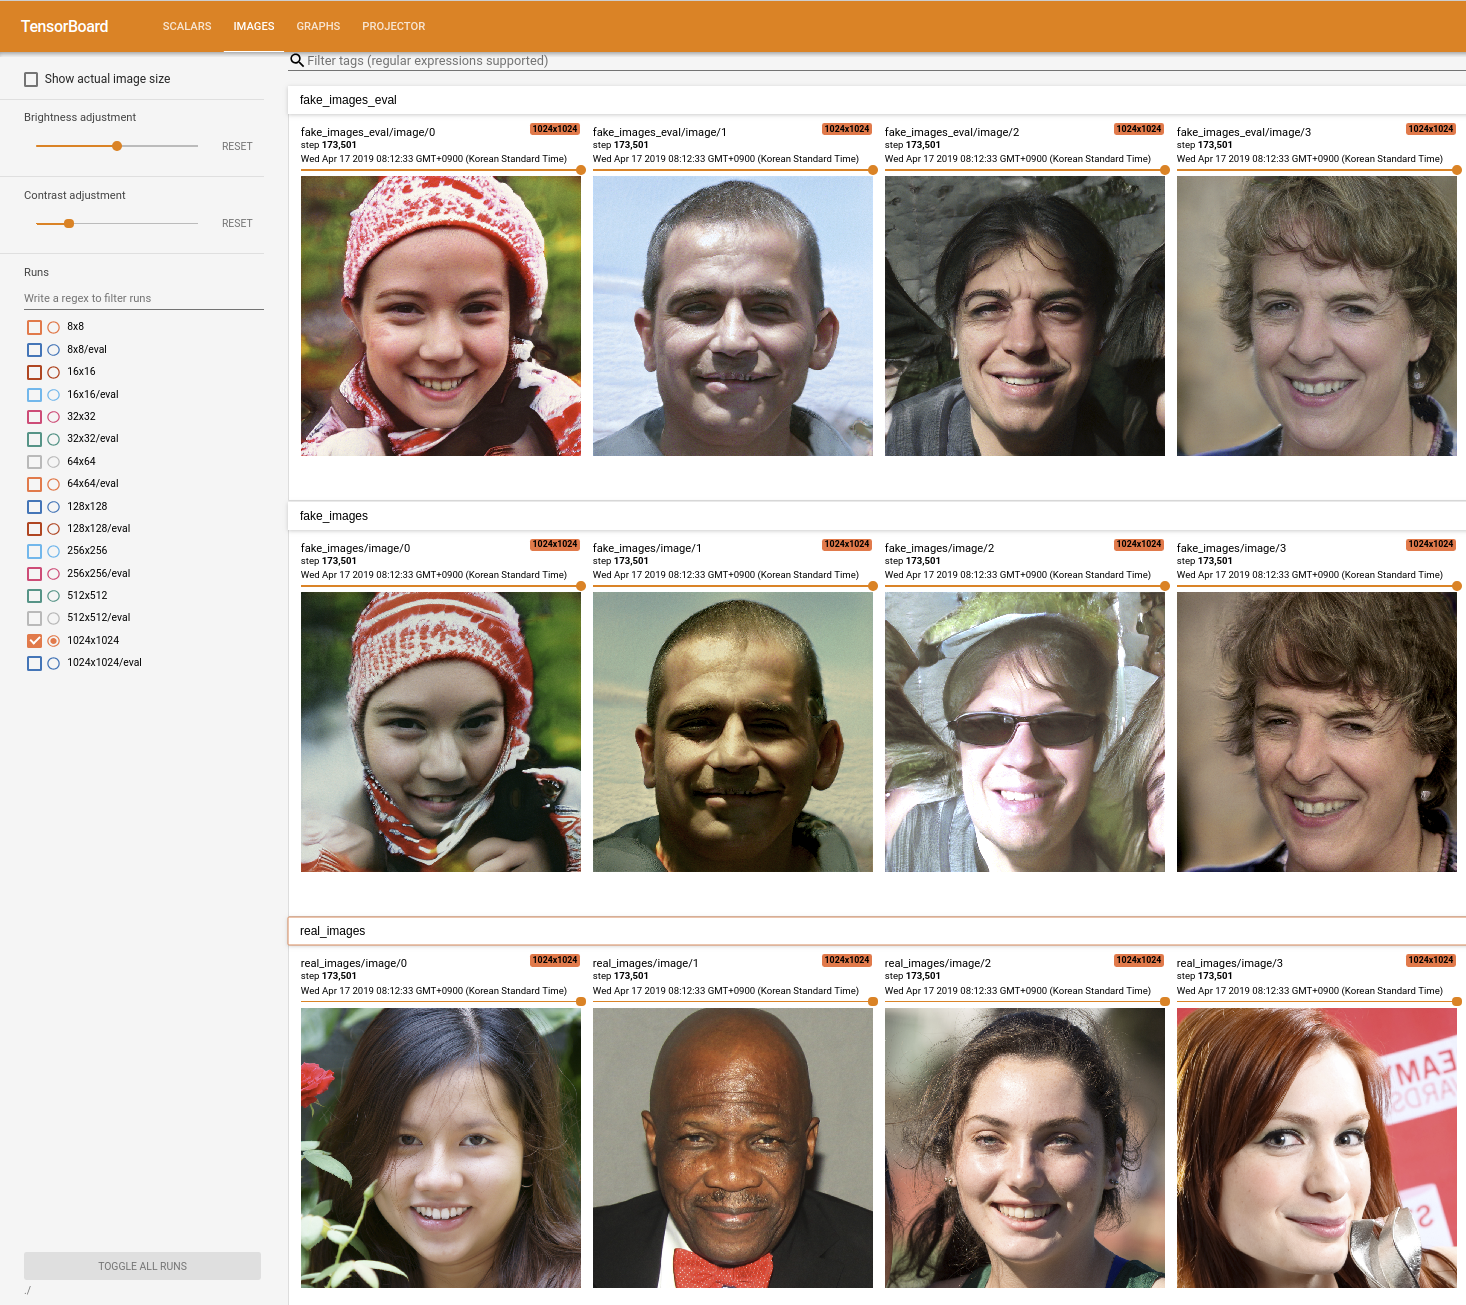 TensorBoard SCALARS IMAGES GRAPHS PROJECTOR
Show actual image size
Brightness adjustment
RESET
Contrast adjustment
RESET
Runs
Write a regex to filter runs
8x8
8x8/eval
16x16
16x16/eval
32x32
32x32/eval
64x64
64x64/eval
128x128
128x128/eval
256x256
256x256/eval
512x512
512x512/eval
1024x1024
1024x1024/eval
TOGGLE ALL RUNS
./
Filter tags (regular expressions supported)
fake_images_eval
fake_images_eval/image/0 1024x1024
step 173,501
Wed Apr 17 2019 08:12:33 GMT+0900 (Korean Standard Time)
fake_images_eval/image/1 1024x1024
step 173,501
Wed Apr 17 2019 08:12:33 GMT+0900 (Korean Standard Time)
fake_images_eval/image/2 1024x1024
step 173,501
Wed Apr 17 2019 08:12:33 GMT+0900 (Korean Standard Time)
fake_images_eval/image/3 1024x1024
step 173,501
Wed Apr 17 2019 08:12:33 GMT+0900 (Korean Standard Time)
fake_images
fake_images/image/0 1024x1024
step 173,501
Wed Apr 17 2019 08:12:33 GMT+0900 (Korean Standard Time)
fake_images/image/1 1024x1024
step 173,501
Wed Apr 17 2019 08:12:33 GMT+0900 (Korean Standard Time)
fake_images/image/2 1024x1024
step 173,501
Wed Apr 17 2019 08:12:33 GMT+0900 (Korean Standard Time)
fake_images/image/3 1024x1024
step 173,501
Wed Apr 17 2019 08:12:33 GMT+0900 (Korean Standard Time)
real_images
real_images/image/0 1024x1024
step 173,501
Wed Apr 17 2019 08:12:33 GMT+0900 (Korean Standard Time)
real_images/image/1 1024x1024
step 173,501
Wed Apr 17 2019 08:12:33 GMT+0900 (Korean Standard Time)
real_images/image/2 1024x1024
step 173,501
Wed Apr 17 2019 08:12:33 GMT+0900 (Korean Standard Time)
real_images/image/3 1024x1024
step 173,501
Wed Apr 17 2019 08:12:33 GMT+0900 (Korean Standard Time)